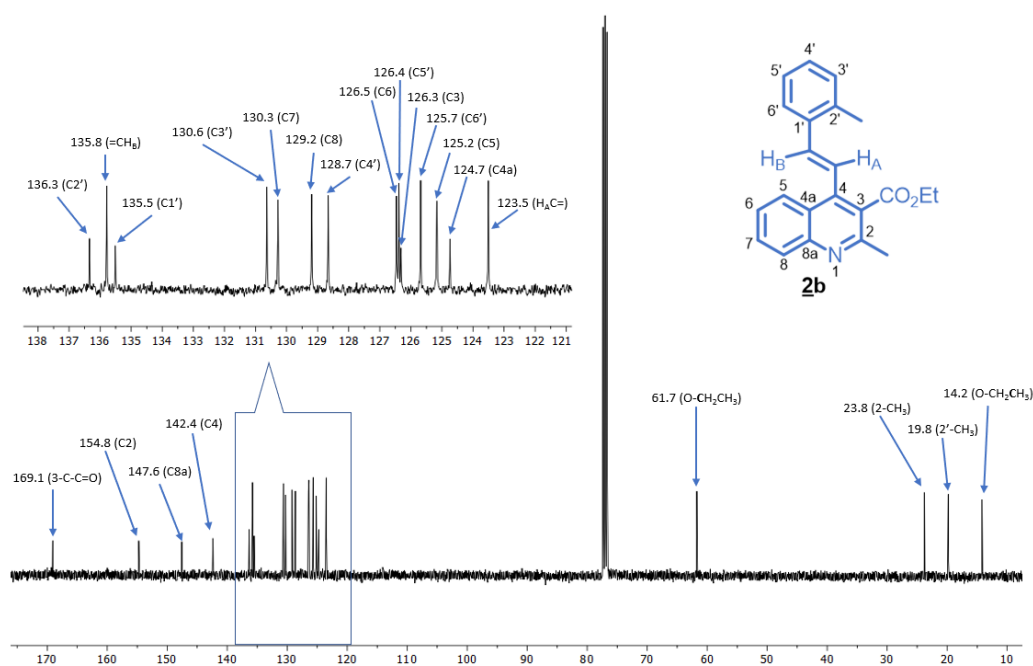 126.4 (C5')
126.5 (C6)
126.3 (C3)
130.3 (C7)
125.7 (C6')
135.8 (=CHB)
130.6 (C3')
129.2 (C8)
125.2 (C5)
128.7 (C4')
124.7 (C4a)
136.3 (C2')
135.5 (C1')
123.5 (HAC=)
138 137 136 135 134 133 132 131 130 129 128 127 126 125 124 123 122 121
4'
5'
3'
6'
2'
1'
HB
HA
5
4
CO2Et
4a
6
3
7
2
8a
N
8
1
2b
142.4 (C4)
154.8 (C2)
147.6 (C8a)
169.1 (3-C-C=O)
61.7 (O-CH2CH3)
14.2 (O-CH2CH3)
23.8 (2-CH3)
19.8 (2'-CH3)
170 160 150 140 130 120 110 100 90 80 70 60 50 40 30 20 10